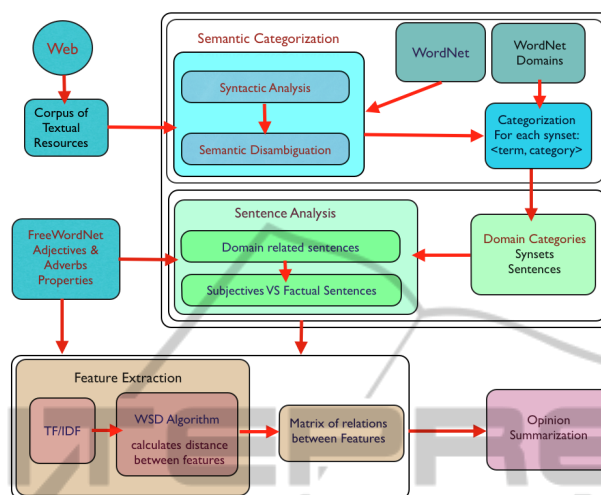 Web
Semantic Categorization
WordNet
WordNet
Domains
Syntactic Analysis
Semantic Disambiguation
Corpus of
Textual
Resources
Categorization
For each synset:
<term, category>
Sentence Analysis
Domain related sentences
Subjectives VS Factual Sentences
FreeWordNet
Adjectives &
Adverbs
Properties
Domain Categories
Synsets
Sentences
Feature Extraction
TF/IDF
WSD Algorithm
calculates distance
between features
Matrix of relations
between Features
Opinion
Summarization